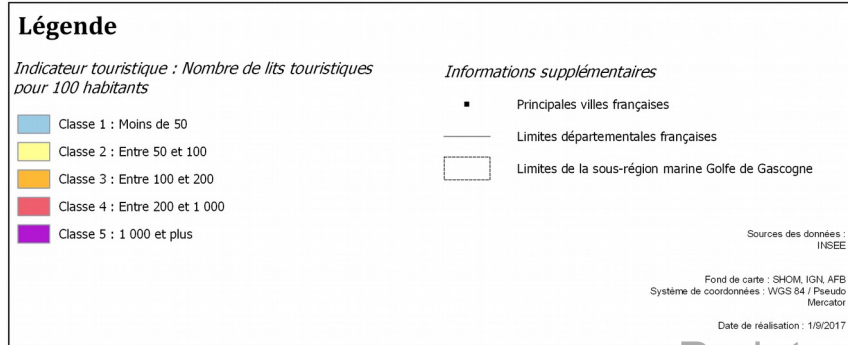 Légende
Indicateur touristique : Nombre de lits touristiques
pour 100 habitants
Classe 1 : Moins de 50
Classe 2 : Entre 50 et 100
Classe 3 : Entre 100 et 200
Classe 4 : Entre 200 et 1 000
Classe 5 : 1 000 et plus
Informations supplémentaires
Principales villes françaises
Limites départementales françaises
Limites de la sous-région marine Golfe de Gascogne
Sources des données :
INSEE
Fond de carte : SHOM, IGN, AFB
Système de coordonnées : WGS 84 / Pseudo
Mercator
Date de réalisation : 1/9/2017